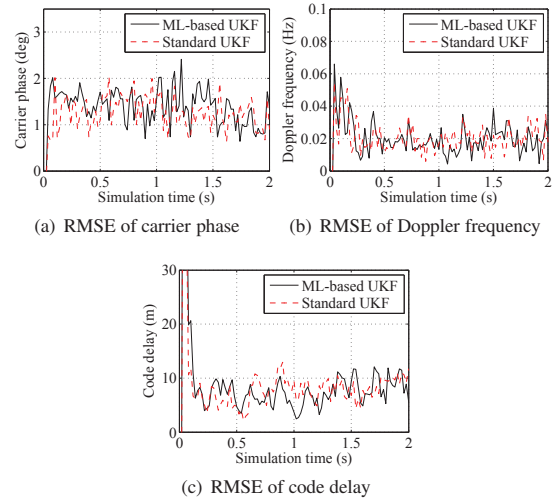 ML-based UKF
Standard UKF
Carrier phase (deg)
3
2
1
0
0 0.5 1 1.5 2
Simulation time (s)
(a) RMSE of carrier phase
ML-based UKF
Standard UKF
Doppler frequency (Hz)
0.1
0.08
0.06
0.04
0.02
0
0 0.5 1 1.5 2
Simulation time (s)
(b) RMSE of Doppler frequency
ML-based UKF
Standard UKF
Code delay (m)
30
20
10
0
0 0.5 1 1.5 2
Simulation time (s)
(c) RMSE of code delay